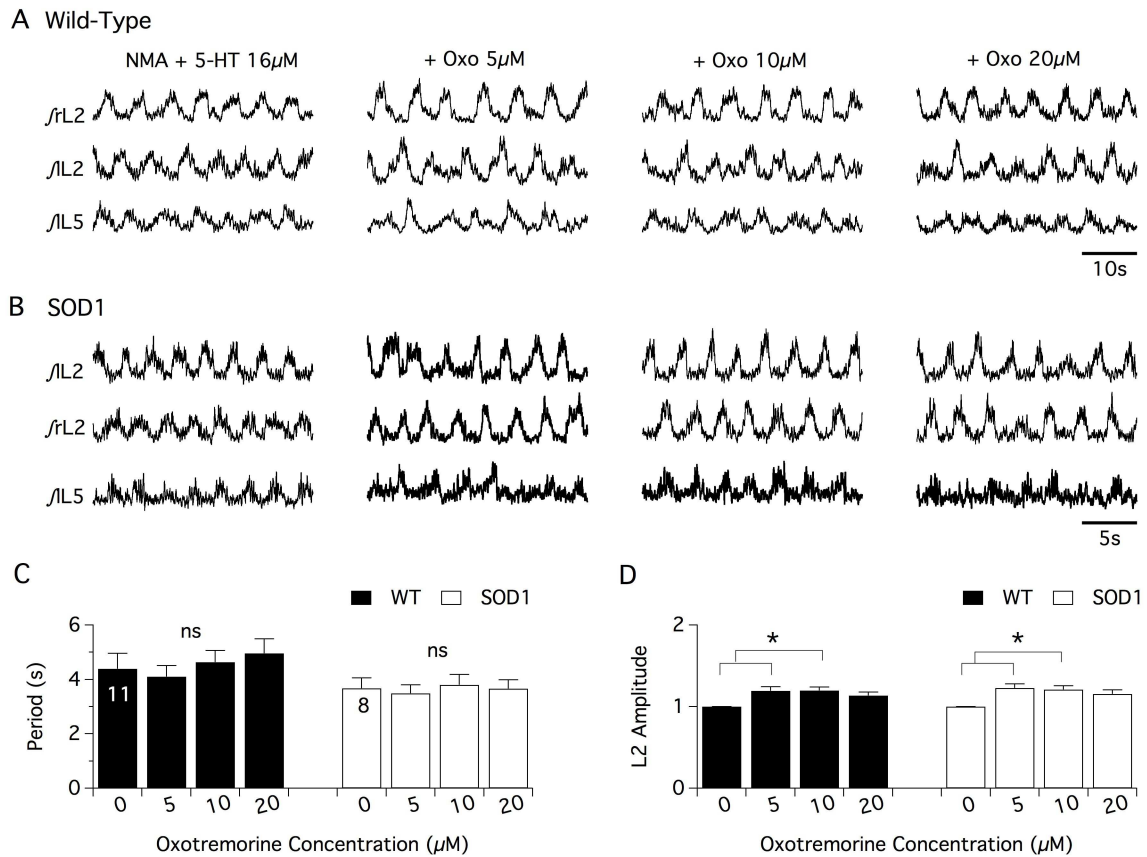 A Wild-Type
NMA + 5-HT 16µM
+ Oxo 5µM
+ Oxo 10µM
+ Oxo 20µM
∫rL2
∫lL2
∫lL5
10s
B SOD1
∫lL2
∫rL2
∫lL5
5s
C
WT SOD1
Period (s)
6
4
2
0
ns
ns
11
8
0 5 10 20 0 5 10 20
Oxotremorine Concentration (µM)
D
WT SOD1
L2 Amplitude
2
1
0
*
*
0 5 10 20 0 5 10 20
Oxotremorine Concentration (µM)